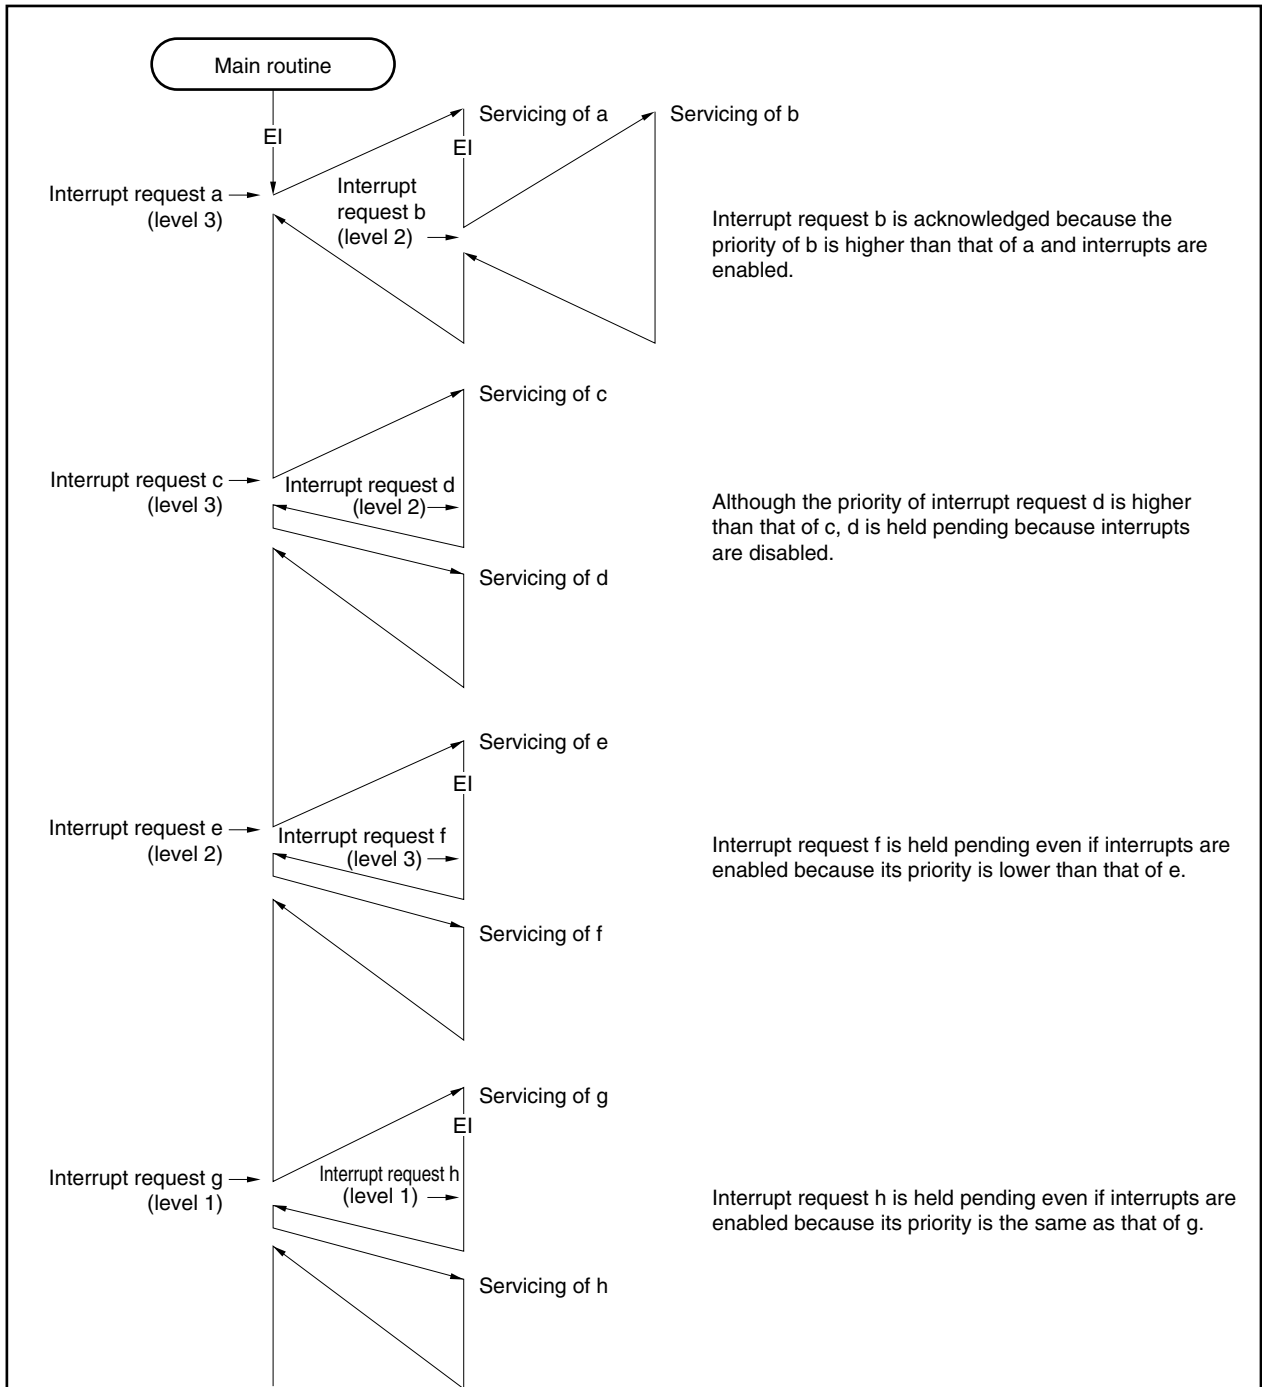 Main routine
EI
Servicing of a
Servicing of b
EI
Interrupt request a
(level 3)
Interrupt
request b
(level 2)
Interrupt request b is acknowledged because the
priority of b is higher than that of a and interrupts are
enabled.
Servicing of c
Interrupt request c
(level 3)
Interrupt request d
(level 2)
Although the priority of interrupt request d is higher
than that of c, d is held pending because interrupts
are disabled.
Servicing of d
Servicing of e
EI
Interrupt request e
(level 2)
Interrupt request f
(level 3)
Interrupt request f is held pending even if interrupts are
enabled because its priority is lower than that of e.
Servicing of f
Servicing of g
EI
Interrupt request g
(level 1)
Interrupt request h
(level 1)
Interrupt request h is held pending even if interrupts are
enabled because its priority is the same as that of g.
Servicing of h